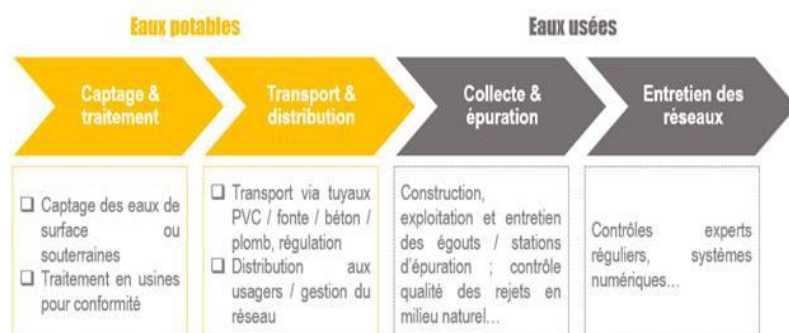 Eaux potables
Eaux usées
Captage &
traitement
Transport &
distribution
Collecte &
épuration
Entretien des
réseaux
Captage des eaux de
surface ou
souterraines
Traitement en usines
pour conformité
Transport via tuyaux
PVC / fonte / béton /
plomb, régulation
Distribution aux
usagers / gestion du
réseau
Construction,
exploitation et entretien
des égouts / stations
d'épuration ; contrôle
qualité des rejets en
milieu naturel…
Contrôles experts
réguliers, systèmes
numériques…